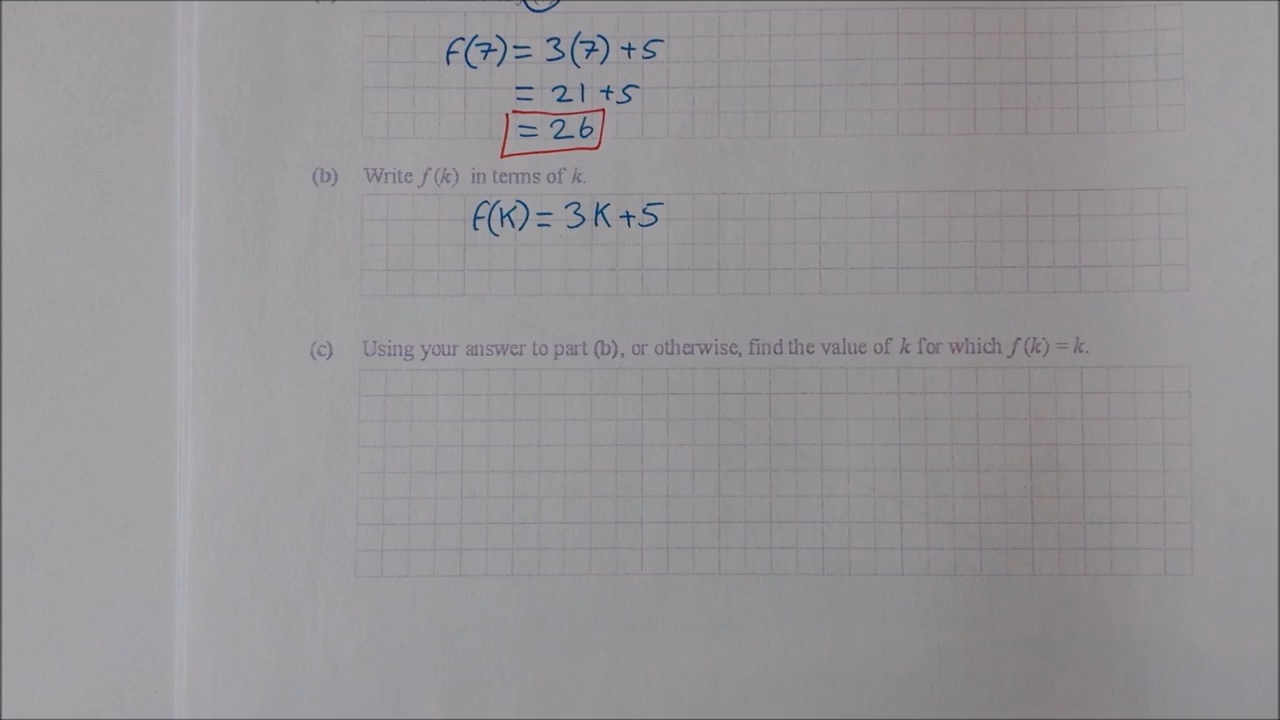 f(7) = 3(7) + 5
= 21 + 5
= 26
(b) Write f(k) in terms of k.
f(K) = 3K + 5
(c) Using your answer to part (b), or otherwise, find the value of k for which f(k) = k.